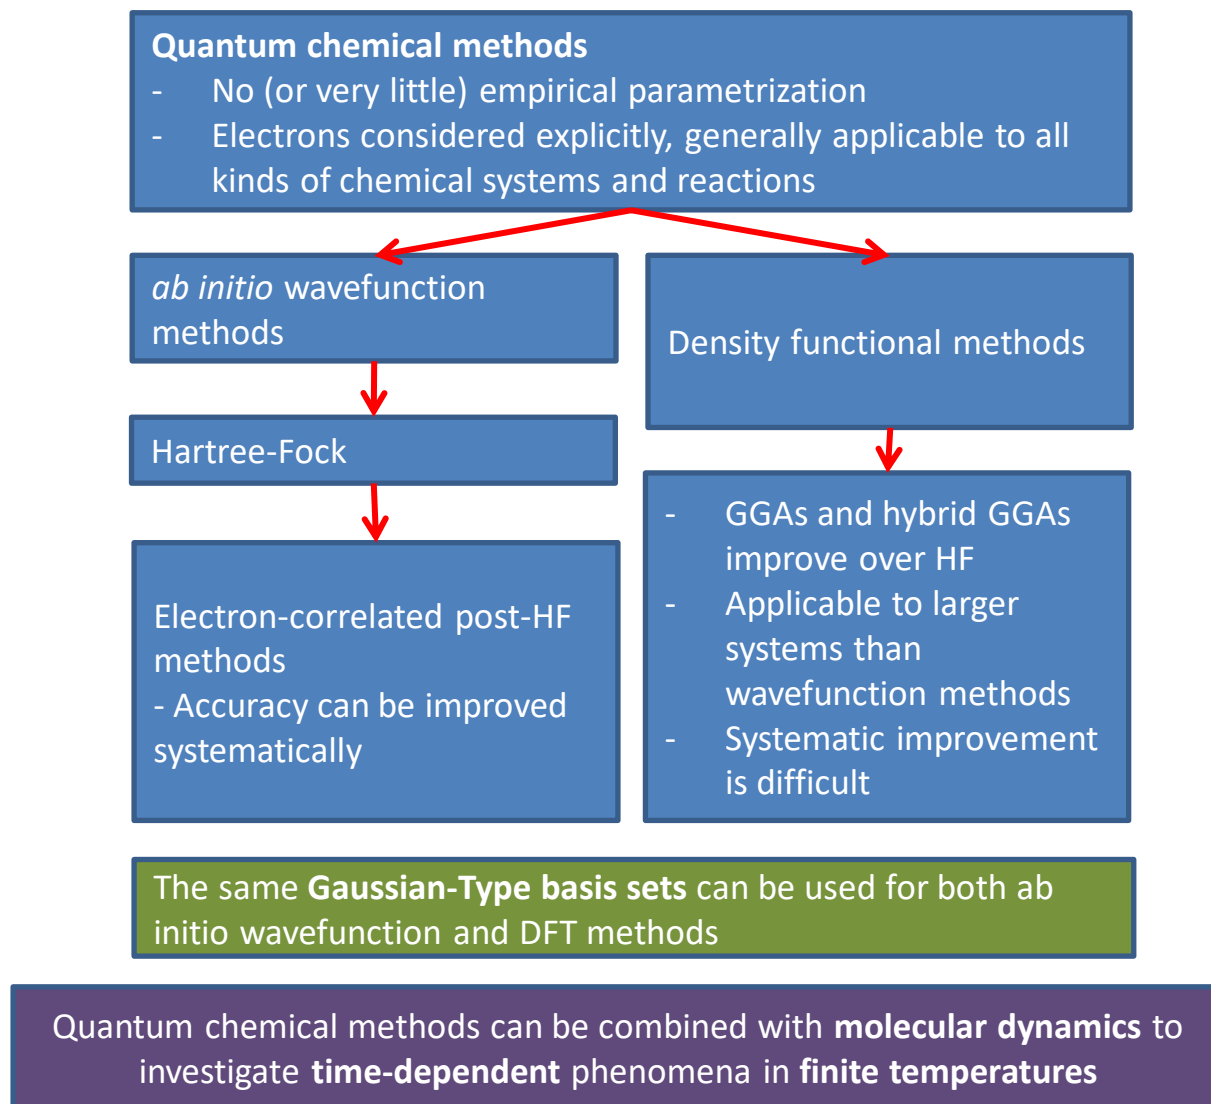 Quantum chemical methods
- No (or very little) empirical parametrization
- Electrons considered explicitly, generally applicable to all
kinds of chemical systems and reactions
ab initio wavefunction
methods
Density functional methods
Hartree-Fock
Electron-correlated post-HF
methods
- Accuracy can be improved
systematically
- GGAs and hybrid GGAs
improve over HF
- Applicable to larger
systems than
wavefunction methods
- Systematic improvement
is difficult
The same Gaussian-Type basis sets can be used for both ab
initio wavefunction and DFT methods
Quantum chemical methods can be combined with molecular dynamics to
investigate time-dependent phenomena in finite temperatures